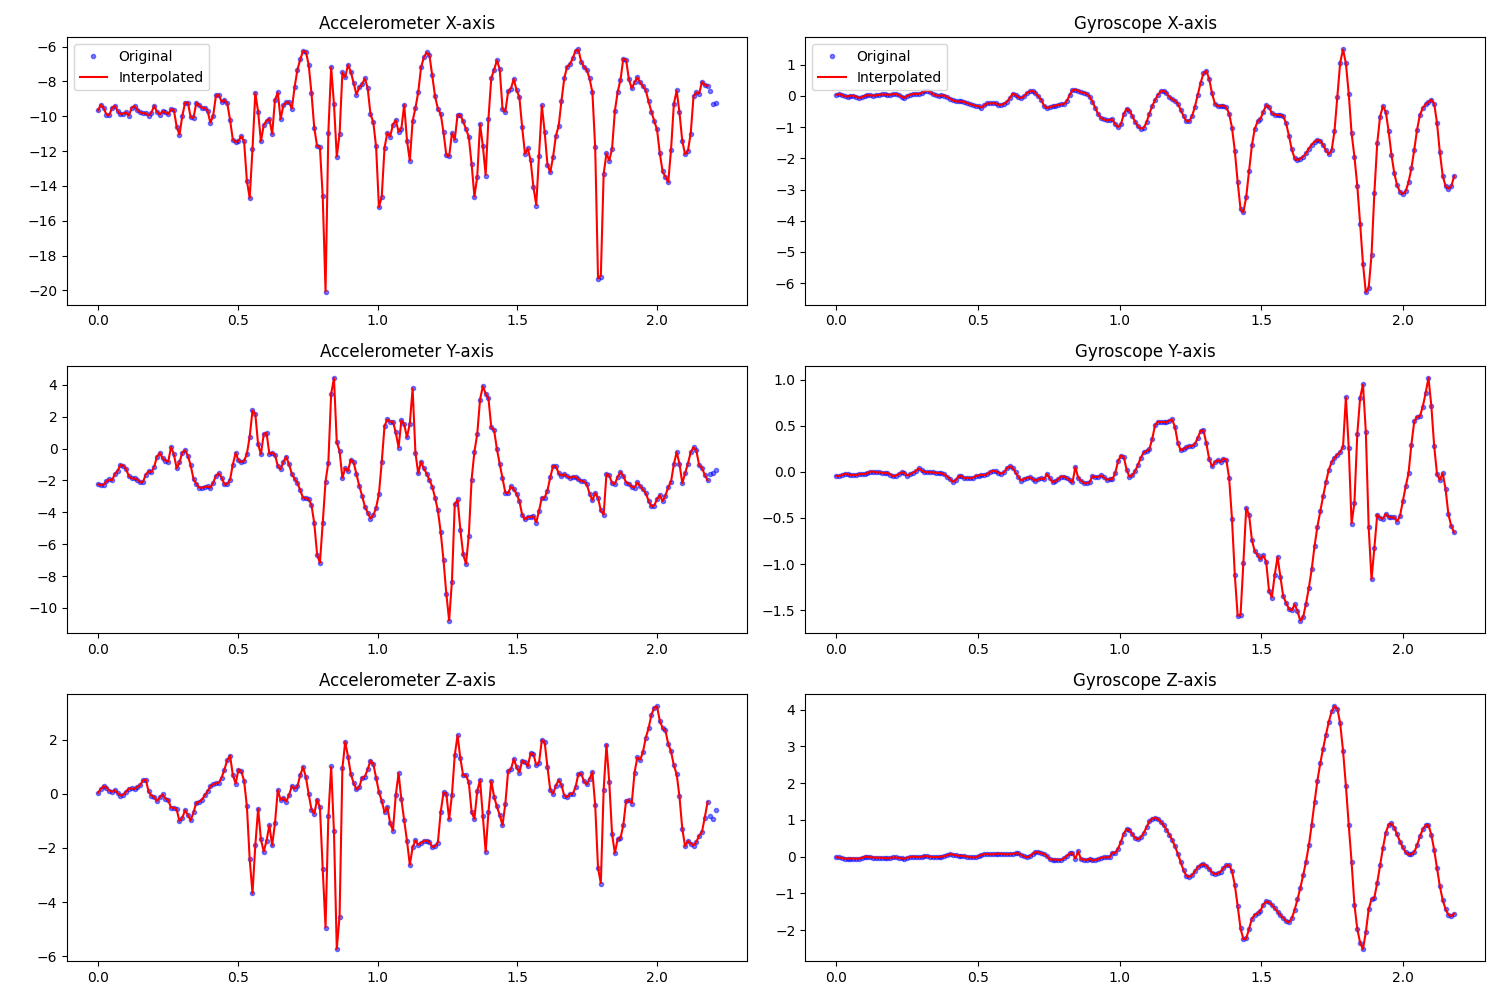 Accelerometer X-axis
Original
Interpolated
−6
−8
−10
−12
−14
−16
−18
−20
0.0 0.5 1.0 1.5 2.0
Gyroscope X-axis
Original
Interpolated
1
0
−1
−2
−3
−4
−5
−6
0.0 0.5 1.0 1.5 2.0
Accelerometer Y-axis
4
2
0
−2
−4
−6
−8
−10
0.0 0.5 1.0 1.5 2.0
Gyroscope Y-axis
1.0
0.5
0.0
−0.5
−1.0
−1.5
0.0 0.5 1.0 1.5 2.0
Accelerometer Z-axis
2
0
−2
−4
−6
0.0 0.5 1.0 1.5 2.0
Gyroscope Z-axis
4
3
2
1
0
−1
−2
0.0 0.5 1.0 1.5 2.0